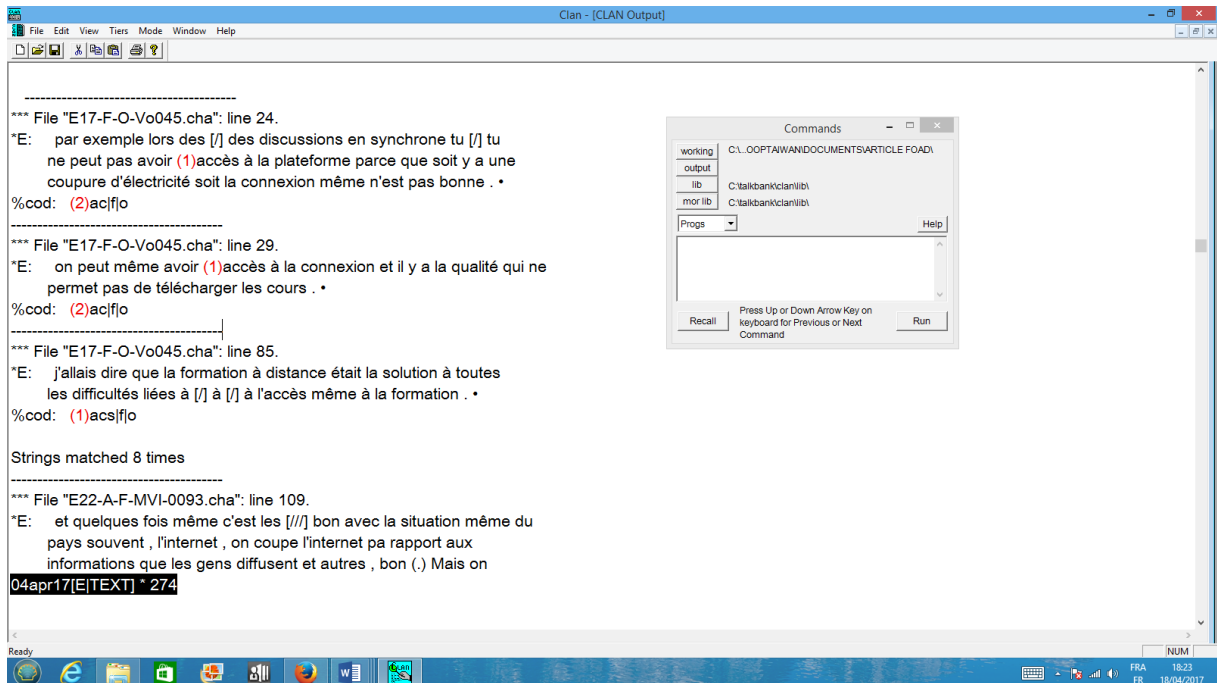 Clan - [CLAN Output]
File Edit View Tiers Mode Window Help
----------------------------------------
*** File "E17-F-O-Vo045.cha": line 24.
*E: par exemple lors des [/] des discussions en synchrone tu [/] tu
ne peut pas avoir (1)accès à la plateforme parce que soit y a une
coupure d'électricité soit la connexion même n'est pas bonne . •
%cod: (2)ac|f|o
----------------------------------------
*** File "E17-F-O-Vo045.cha": line 29.
*E: on peut même avoir (1)accès à la connexion et il y a la qualité qui ne
permet pas de télécharger les cours . •
%cod: (2)ac|f|o
----------------------------------------
*** File "E17-F-O-Vo045.cha": line 85.
*E: j'allais dire que la formation à distance était la solution à toutes
les difficultés liées à [/] à [/] à l'accès même à la formation . •
%cod: (1)acs|f|o
Strings matched 8 times
----------------------------------------
*** File "E22-A-F-MVI-0093.cha": line 109.
*E: et quelques fois même c'est les [///] bon avec la situation même du
pays souvent , l'internet , on coupe l'internet pa rapport aux
informations que les gens diffusent et autres , bon (.) Mais on
04apr17[E|TEXT] * 274
Commands
working C:\...OOPTAIWAN\DOCUMENTS\ARTICLE FOAD\
output
lib C:\talkbank\clan\lib\
mor lib C:\talkbank\clan\lib\
Progs Help
Recall Press Up or Down Arrow Key on
keyboard for Previous or Next
Command
Run
Ready NUM
FRA 18:23
FR 18/04/2017